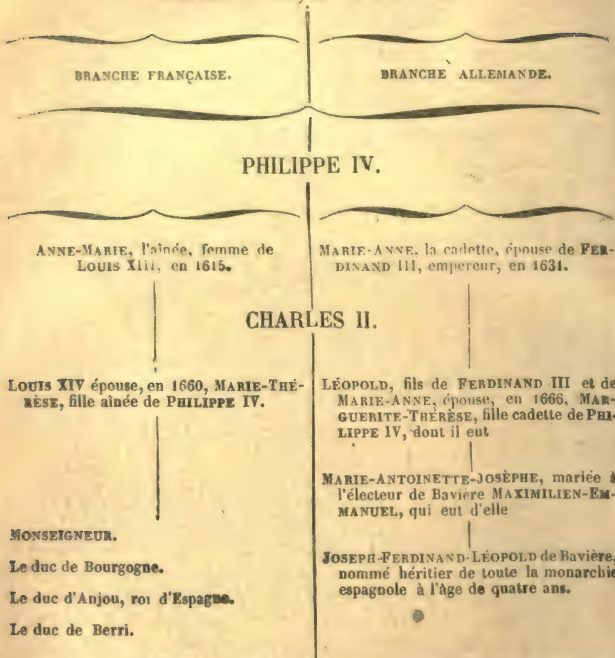 BRANCHE FRANÇAISE.
BRANCHE ALLEMANDE.
PHILIPPE IV.
ANNE-MARIE, l'aînée, femme de
LOUIS XIII, en 1615.
MARIE-ANNE, la cadette, épouse de FER-
DINAND III, empereur, en 1631.
CHARLES II.
LOUIS XIV épouse, en 1660, MARIE-THÉ-
RÈSE, fille aînée de PHILIPPE IV.
LÉOPOLD, fils de FERDINAND III et de
MARIE-ANNE, épouse, en 1666, MAR-
GUERITE-THÉRÈSE, fille cadette de PHI-
LIPPE IV, dont il eut
MARIE-ANTOINETTE-JOSÈPHE, mariée à
l'électeur de Bavière MAXIMILIEN-EM-
MANUEL, qui eut d'elle
MONSEIGNEUR.
Le duc de Bourgogne.
Le duc d'Anjou, roi d'Espagne.
Le duc de Berri.
JOSEPH-FERDINAND-LÉOPOLD de Bavière,
nommé héritier de toute la monarchie
espagnole à l'âge de quatre ans.